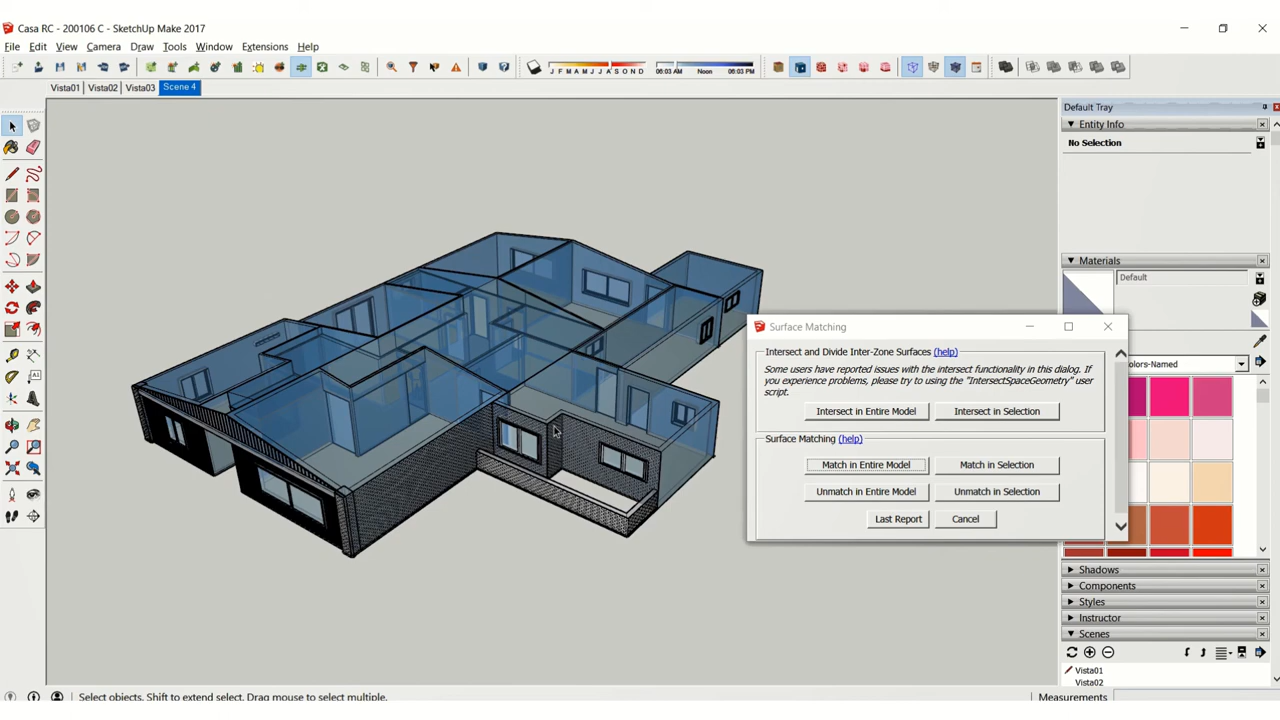 Casa RC - 200106 C - SketchUp Make 2017
File Edit View Camera Draw Tools Window Extensions Help
J F M A M J J A S O N D 06:03 AM Noon 06:03 PM
Vista01 Vista02 Vista03 Scene 4
Default Tray
Entity Info
No Selection
Materials
Default
olors-Named
Surface Matching
Intersect and Divide Inter-Zone Surfaces (help)
Some users have reported issues with the intersect functionality in this dialog. If
you experience problems, please try to using the "IntersectSpaceGeometry" user
script.
Intersect in Entire Model Intersect in Selection
Surface Matching (help)
Match in Entire Model Match in Selection
Unmatch in Entire Model Unmatch in Selection
Last Report Cancel
Shadows
Components
Styles
Instructor
Scenes
Vista01
Vista02
Select objects. Shift to extend select. Drag mouse to select multiple.
Measurements